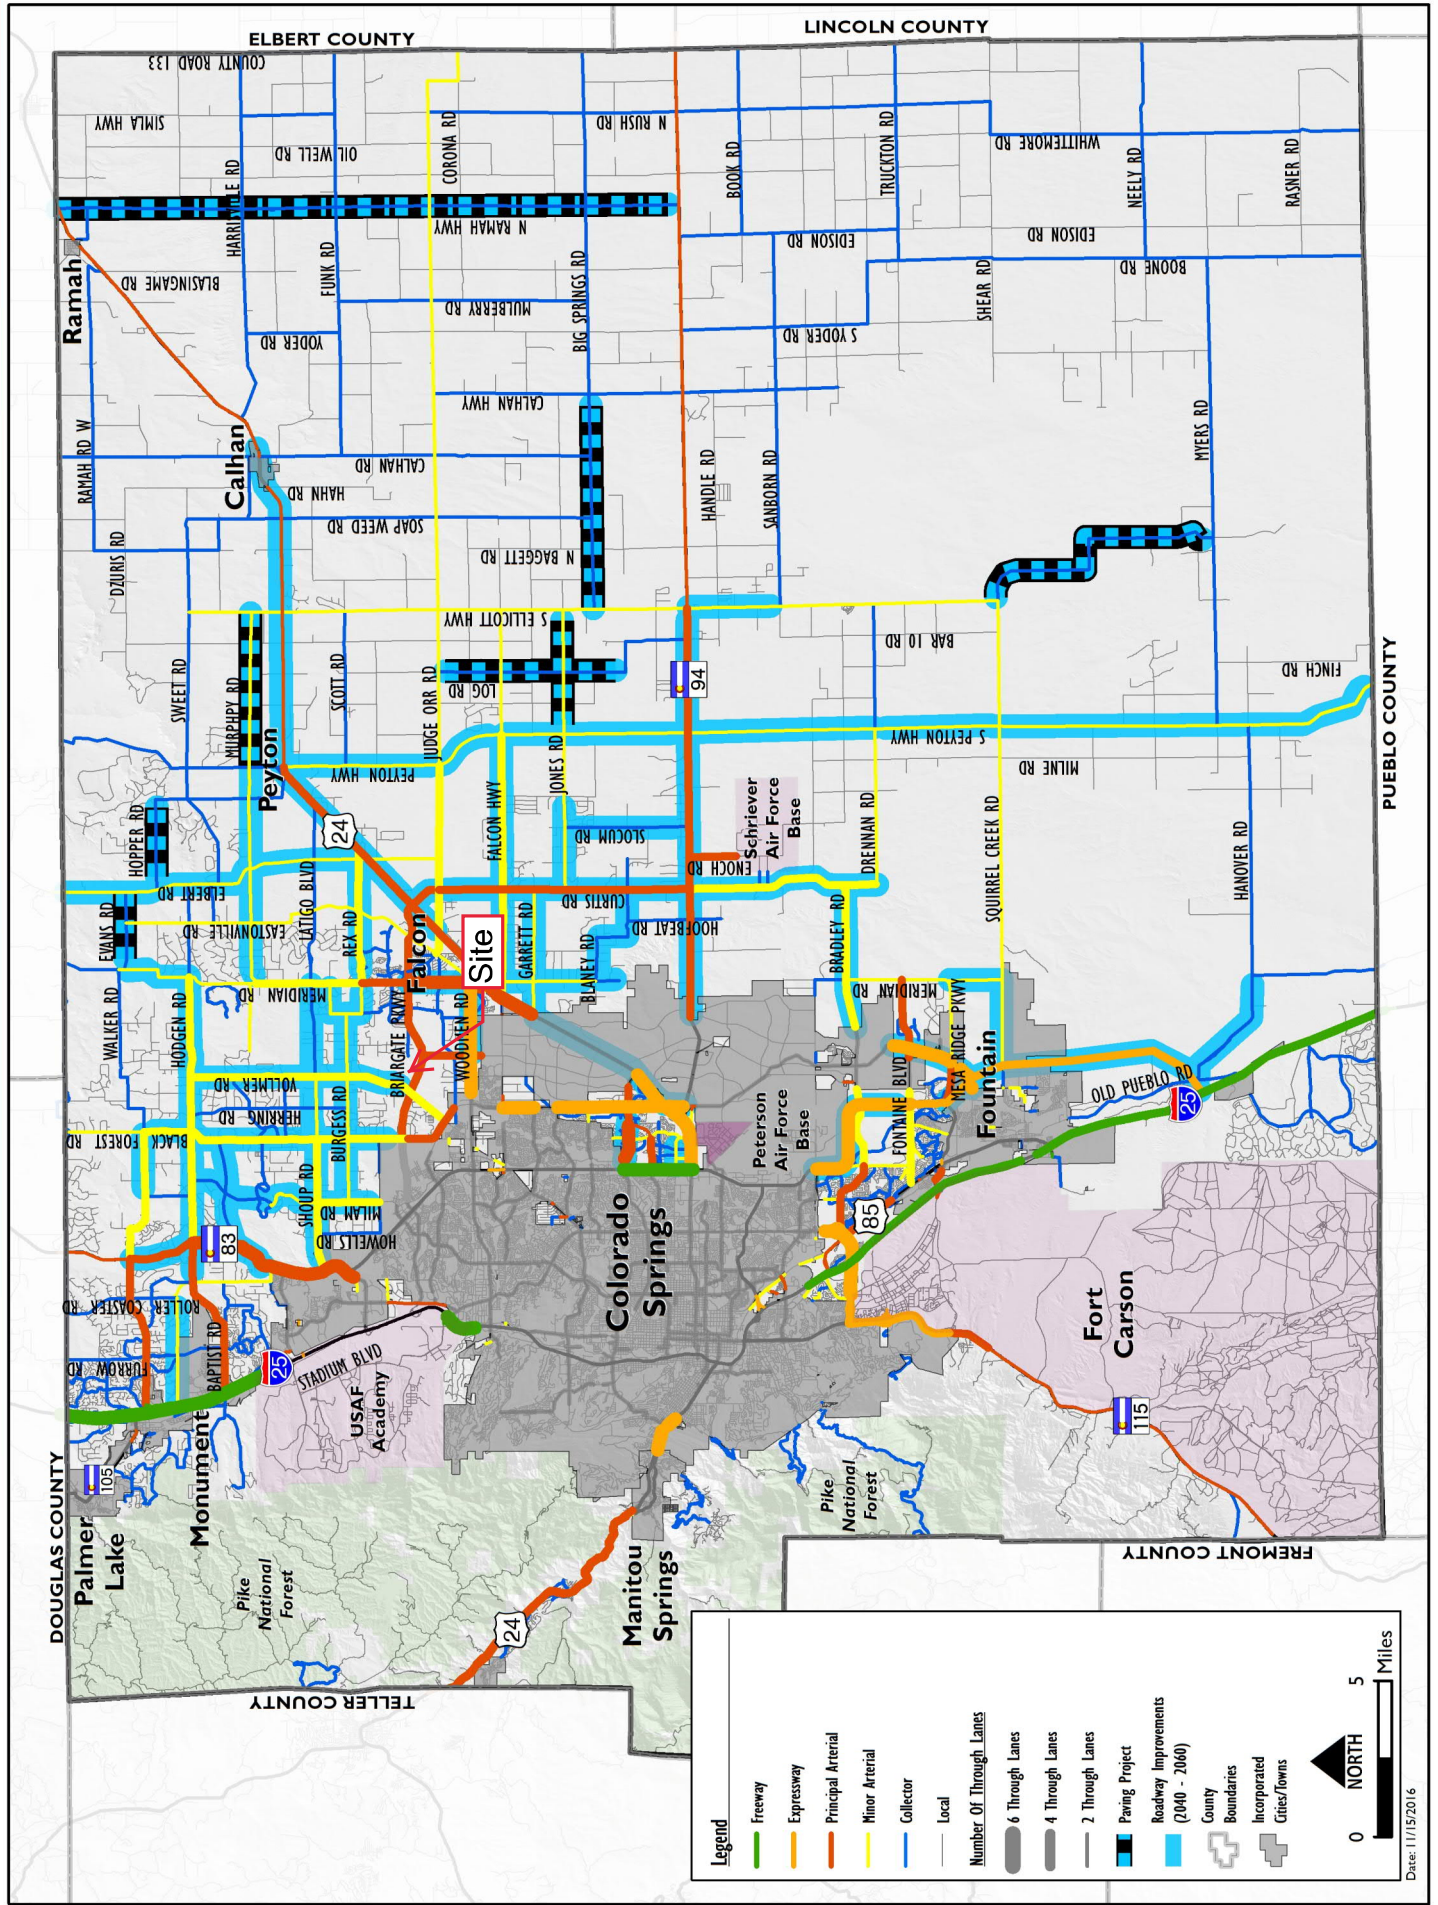 ELBERT COUNTY
LINCOLN COUNTY
DOUGLAS COUNTY
TELLER COUNTY
FREMONT COUNTY
PUEBLO COUNTY
COUNTY ROAD 133
SIMLA HWY
OIL WELL RD
CORONA RD
N RUSH RD
BOOK RD
TRUCKTON RD
WHITTEMORE RD
NEELY RD
RASNER RD
HARRISVILLE RD
N RAMAH HWY
EDISON RD
EDISON RD
Ramah
BLASINGAME RD
FUNK RD
MULBERRY RD
BIG SPRINGS RD
SHEAR RD
BOONE RD
YODER RD
S YODER RD
CALHAN HWY
RAMAH RD W
Calhan
CALHAN RD
HAHN RD
SOAP WEED RD
N BAGGETT RD
HANDLE RD
SANBORN RD
MYERS RD
DZURIS RD
S ELLICOTT HWY
BAR 10 RD
FINCH RD
SWEET RD
MURPHY RD
SCOTT RD
JUDGE ORR RD
LOG RD
94
Peyton
PEYTON HWY
JONES RD
S PEYTON HWY
MILNE RD
HOPPER RD
24
FALCON HWY
SLOCUM RD
Schriever
Air Force
Base
ENOCH RD
DRENNAN RD
SQUIRREL CREEK RD
HANOVER RD
ELBERT RD
EVANS RD
EASTONVILLE RD
LATIGO BLVD
REX RD
Falcon
Site
GARRETT RD
CURTIS RD
BLANEY RD
HOOFBEAT RD
BRADLEY RD
MERIDIAN RD
MERIDIAN RD
WALKER RD
HODGEN RD
VOLLMER RD
HERRING RD
BURGESS RD
BRIARGATE PKWY
WOODMEN RD
BLACK FOREST RD
SHOUP RD
MILAM RD
HOWELLS RD
83
Peterson
Air Force
Base
FONTAINE BLVD
MESA RIDGE PKWY
Fountain
OLD PUEBLO RD
25
85
Colorado
Springs
ROLLER COASTER RD
FURROW RD
BAPTIST RD
25
STADIUM BLVD
USAF
Academy
Fort
Carson
115
105
Palmer
Lake
Monument
Pike
National
Forest
Pike
National
Forest
Manitou
Springs
24
Legend
Freeway
Expressway
Principal Arterial
Minor Arterial
Collector
Local
Number Of Through Lanes
6 Through Lanes
4 Through Lanes
2 Through Lanes
Paving Project
Roadway Improvements
(2040 - 2060)
County
Boundaries
Incorporated
Cities/Towns
NORTH
0
5
Miles
Date: 11/15/2016